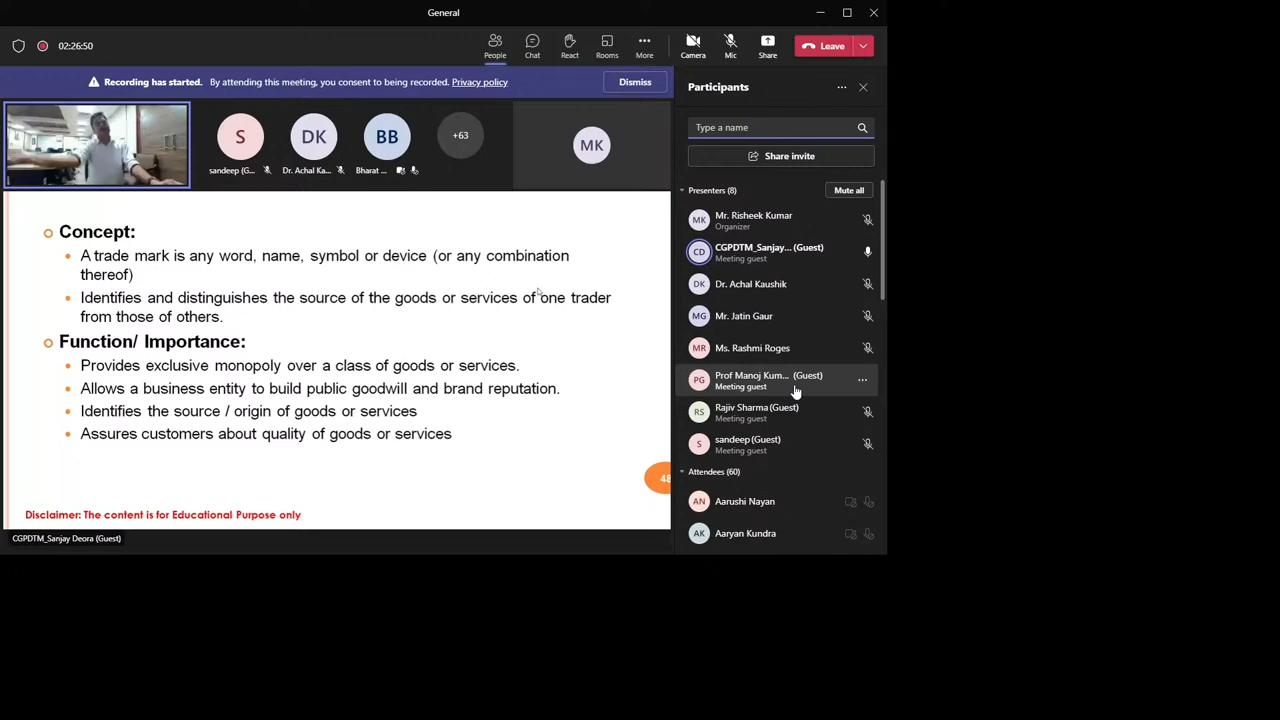 General
02:26:50
People
Chat
React
Rooms
More
Camera
Mic
Share
Leave
Recording has started. By attending this meeting, you consent to being recorded. Privacy policy
Dismiss
S
DK
BB
+63
MK
sandeep (G...
Dr. Achal Ka...
Bharat ...
Concept:
A trade mark is any word, name, symbol or device (or any combination
thereof)
Identifies and distinguishes the source of the goods or services of one trader
from those of others.
Function/ Importance:
Provides exclusive monopoly over a class of goods or services.
Allows a business entity to build public goodwill and brand reputation.
Identifies the source / origin of goods or services
Assures customers about quality of goods or services
48
Disclaimer: The content is for Educational Purpose only
CGPDTM_Sanjay Deora (Guest)
Participants
Type a name
Share invite
Presenters (8)
Mute all
MK
Mr. Risheek Kumar
Organizer
CD
CGPDTM_Sanjay... (Guest)
Meeting guest
DK
Dr. Achal Kaushik
MG
Mr. Jatin Gaur
MR
Ms. Rashmi Roges
PG
Prof Manoj Kum... (Guest)
Meeting guest
RS
Rajiv Sharma (Guest)
Meeting guest
S
sandeep (Guest)
Meeting guest
Attendees (60)
AN
Aarushi Nayan
AK
Aaryan Kundra